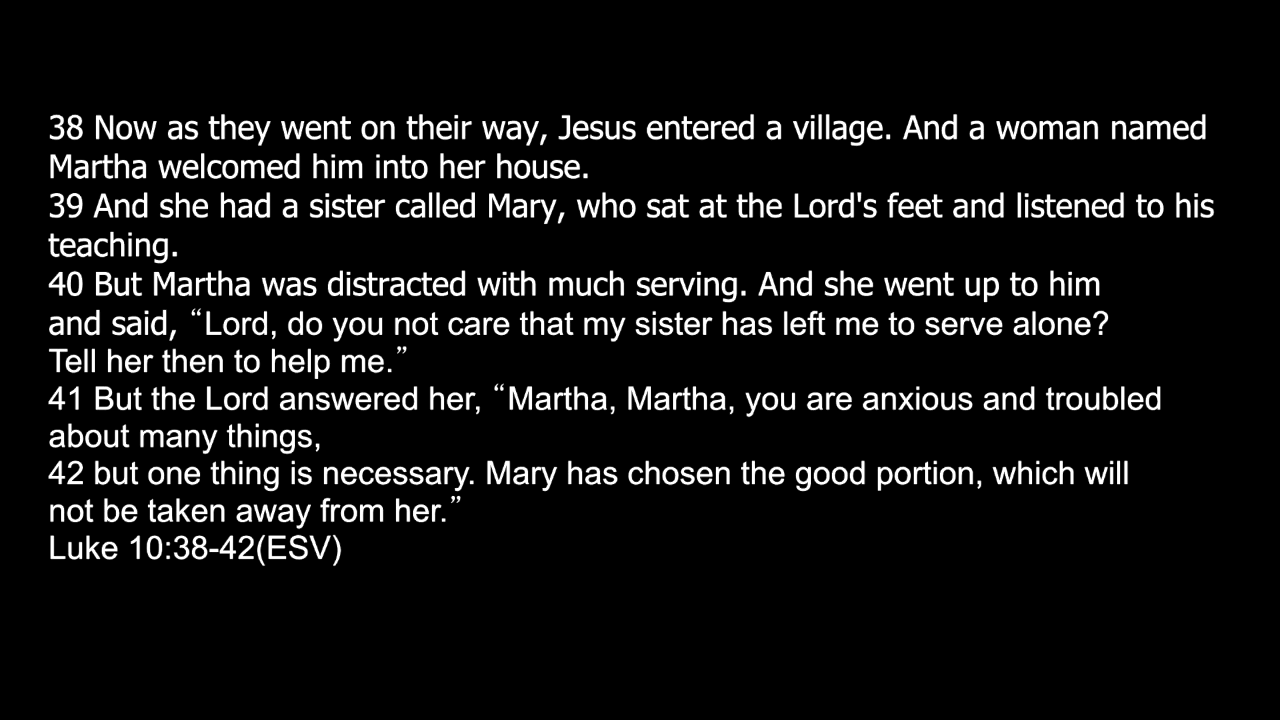 38 Now as they went on their way, Jesus entered a village. And a woman named
Martha welcomed him into her house.
39 And she had a sister called Mary, who sat at the Lord's feet and listened to his
teaching.
40 But Martha was distracted with much serving. And she went up to him
and said, “Lord, do you not care that my sister has left me to serve alone?
Tell her then to help me.”
41 But the Lord answered her, “Martha, Martha, you are anxious and troubled
about many things,
42 but one thing is necessary. Mary has chosen the good portion, which will
not be taken away from her.”
Luke 10:38-42(ESV)